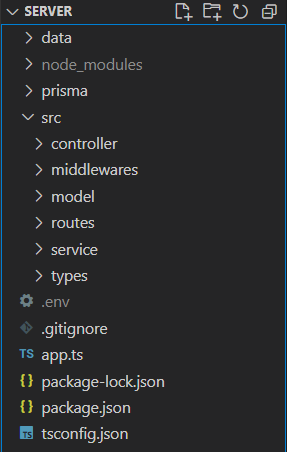 SERVER
data
node_modules
prisma
src
controller
middlewares
model
routes
service
types
.env
.gitignore
TS app.ts
{} package-lock.json
{} package.json
TS tsconfig.json